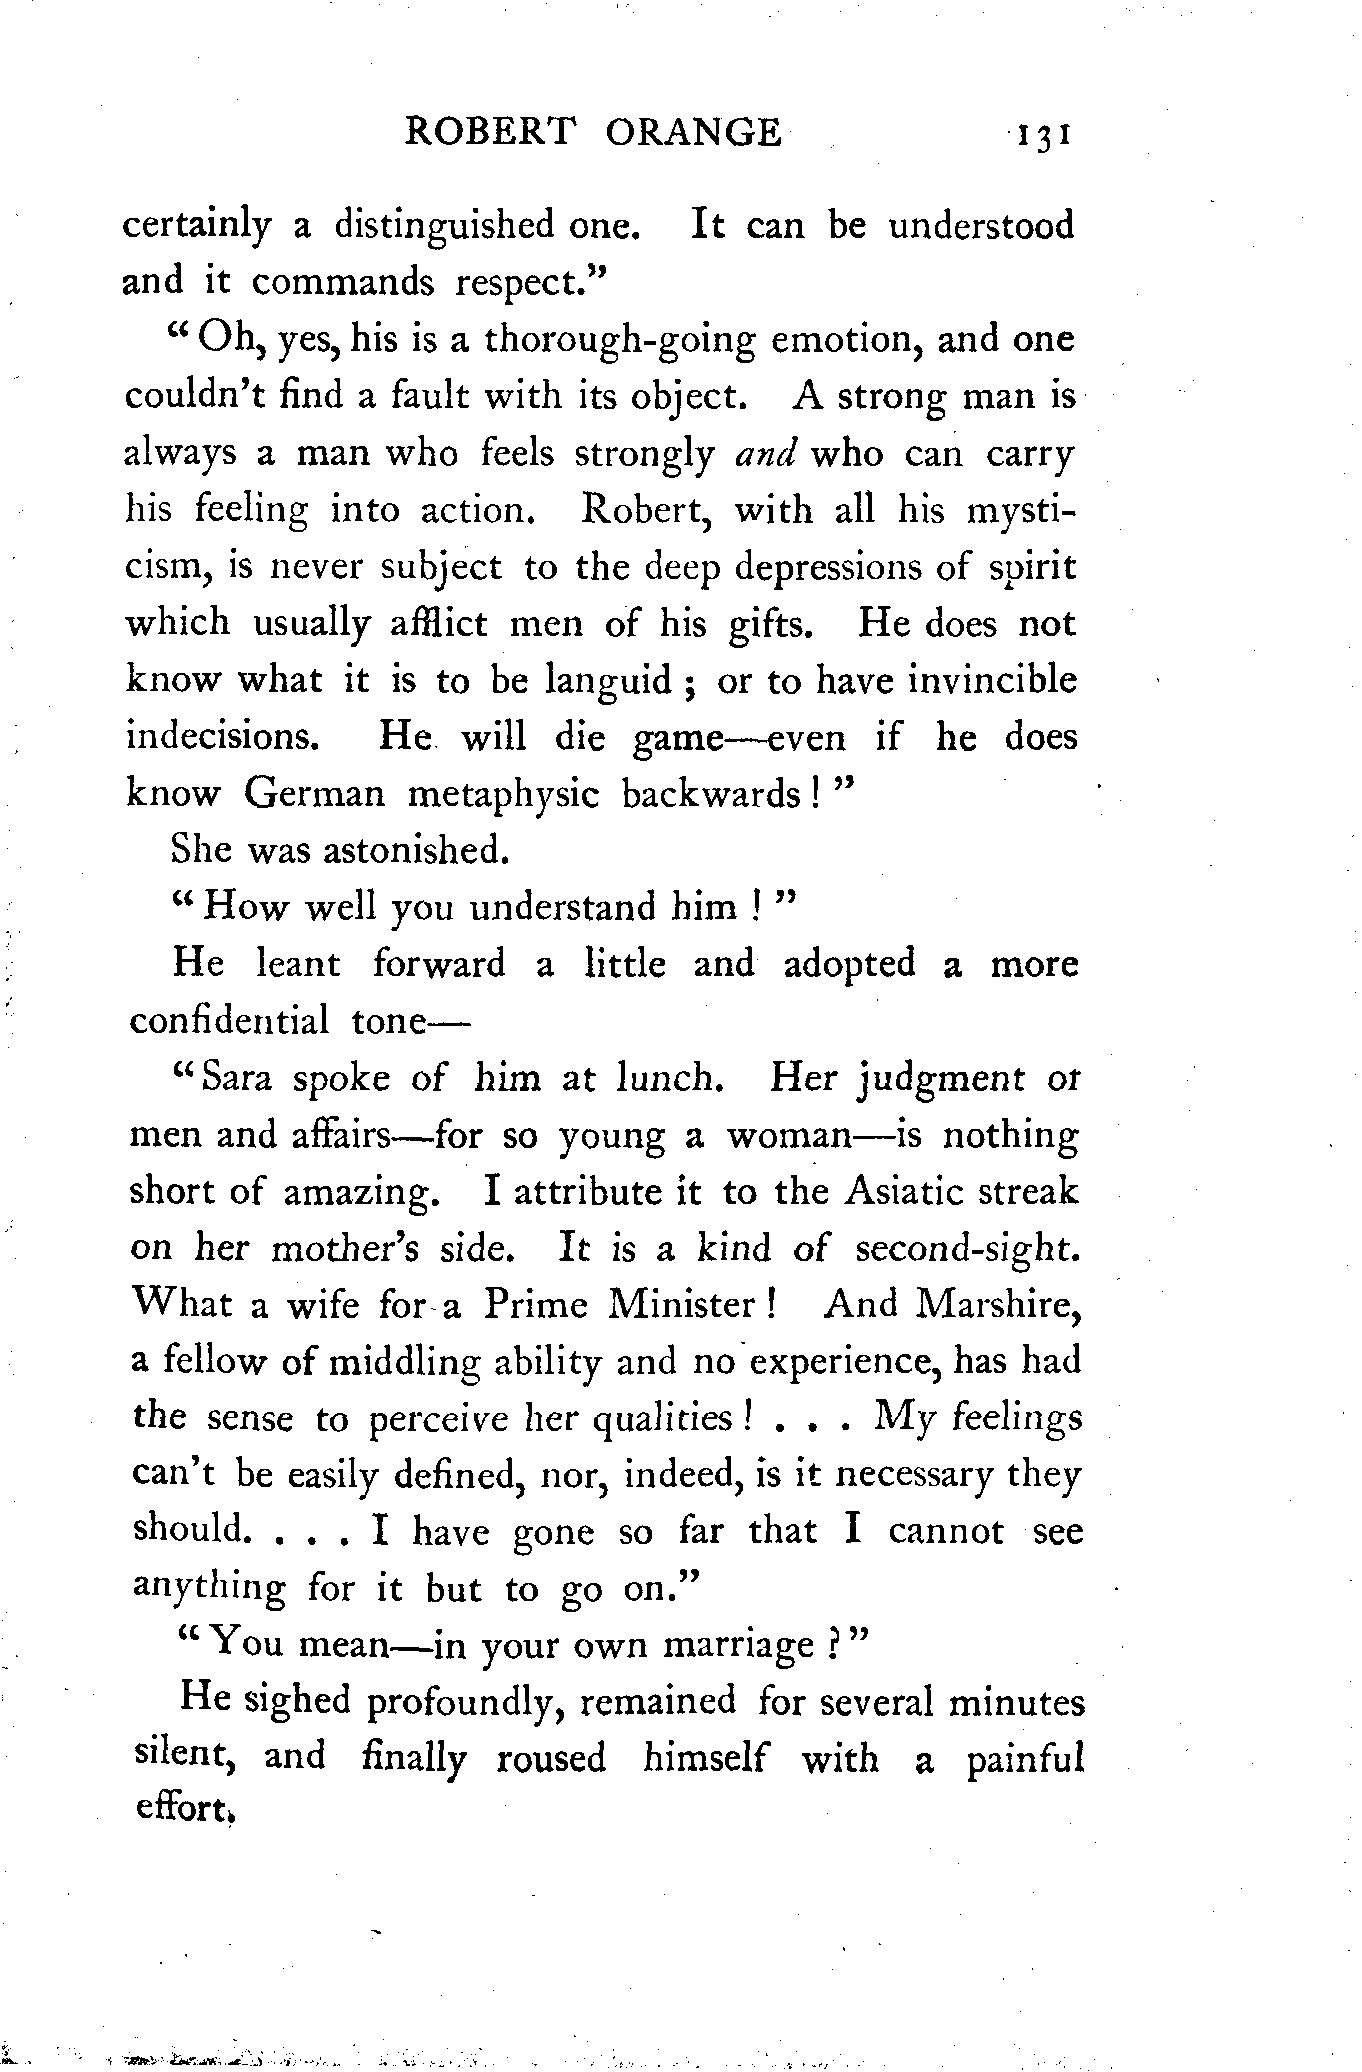 ROBERT ORANGE 131
certainly a distinguished one. It can be understood
and it commands respect."
"Oh, yes, his is a thorough-going emotion, and one
couldn't find a fault with its object. A strong man is
always a man who feels strongly and who can carry
his feeling into action. Robert, with all his mysti-
cism, is never subject to the deep depressions of spirit
which usually afflict men of his gifts. He does not
know what it is to be languid; or to have invincible
indecisions. He will die game—even if he does
know German metaphysic backwards!"
She was astonished.
"How well you understand him!"
He leant forward a little and adopted a more
confidential tone—
"Sara spoke of him at lunch. Her judgment of
men and affairs—for so young a woman—is nothing
short of amazing. I attribute it to the Asiatic streak
on her mother's side. It is a kind of second-sight.
What a wife for a Prime Minister! And Marshire,
a fellow of middling ability and no experience, has had
the sense to perceive her qualities! . . . My feelings
can't be easily defined, nor, indeed, is it necessary they
should. . . . I have gone so far that I cannot see
anything for it but to go on."
"You mean—in your own marriage?"
He sighed profoundly, remained for several minutes
silent, and finally roused himself with a painful
effort.